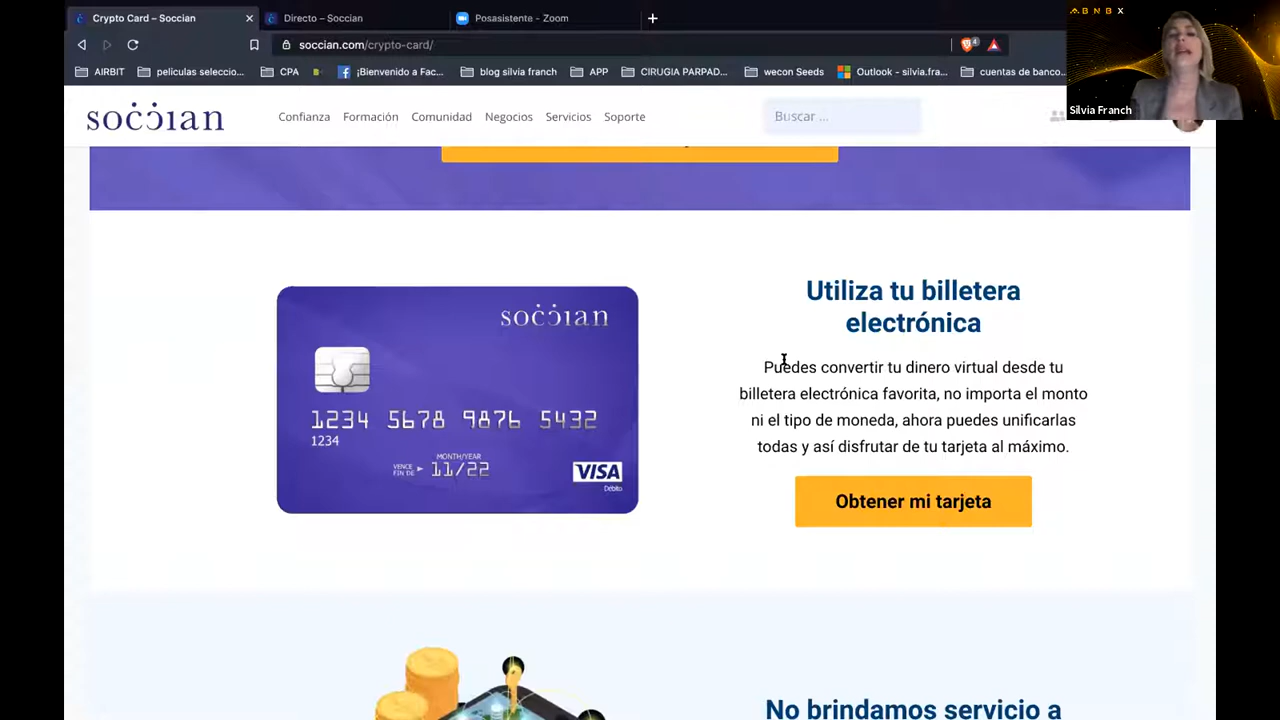 Crypto Card – Soccian
Directo – Soccian
Posasistente - Zoom
soccian.com/crypto-card/
4
AIRBIT
peliculas seleccio...
CPA
¡Bienvenido a Fac...
blog silvia franch
APP
CIRUGIA PARPAD...
wecon Seeds
Outlook - silvia.fra...
cuentas de banco...
ABNB X
Silvia Franch
soccian
Confianza
Formación
Comunidad
Negocios
Servicios
Soporte
Buscar ...
soccian
1234 5678 9876 5432
1234
MONTH/YEAR
VENCE
FIN DE
11/22
VISA
Débito
Utiliza tu billetera
electrónica
Puedes convertir tu dinero virtual desde tu
billetera electrónica favorita, no importa el monto
ni el tipo de moneda, ahora puedes unificarlas
todas y así disfrutar de tu tarjeta al máximo.
Obtener mi tarjeta
No brindamos servicio a